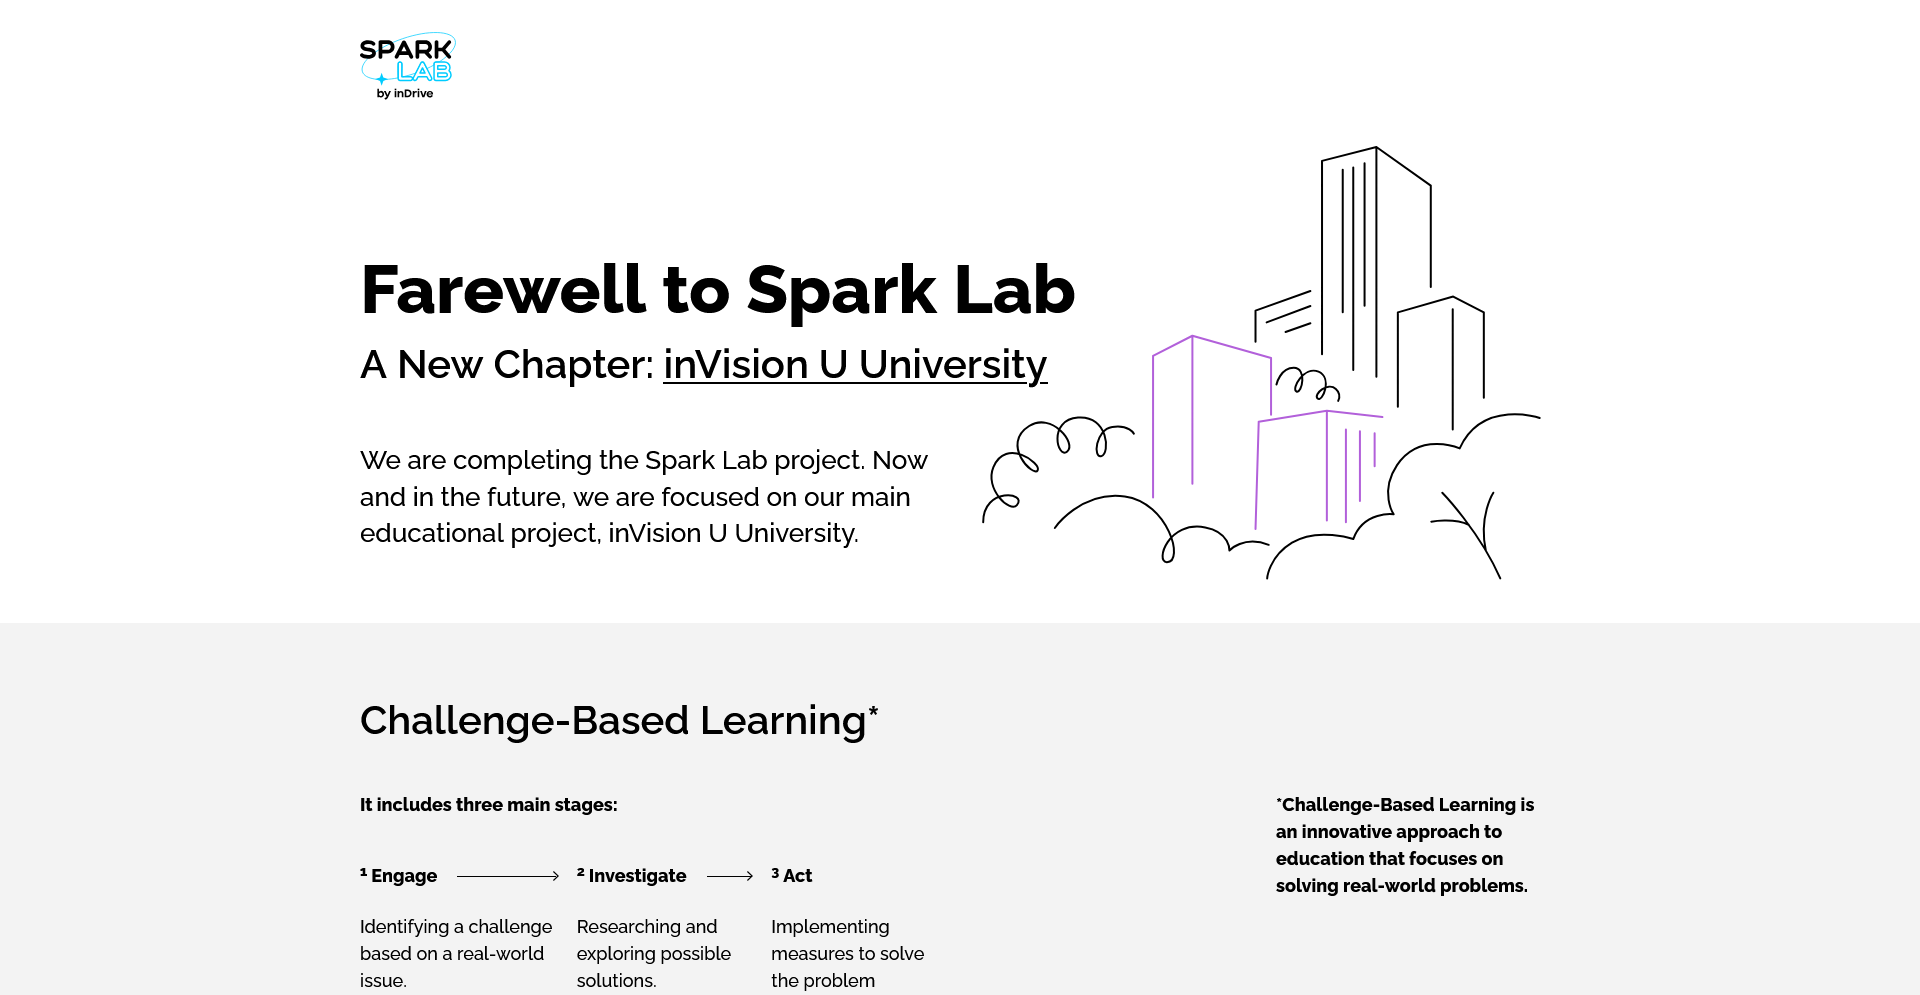 SPARK
LAB
by inDrive
Farewell to Spark Lab
A New Chapter: inVision U University
We are completing the Spark Lab project. Now
and in the future, we are focused on our main
educational project, inVision U University.
Challenge-Based Learning*
It includes three main stages:
*Challenge-Based Learning is
an innovative approach to
education that focuses on
solving real-world problems.
1 Engage
2 Investigate
3 Act
Identifying a challenge
based on a real-world
issue.
Researching and
exploring possible
solutions.
Implementing
measures to solve
the problem